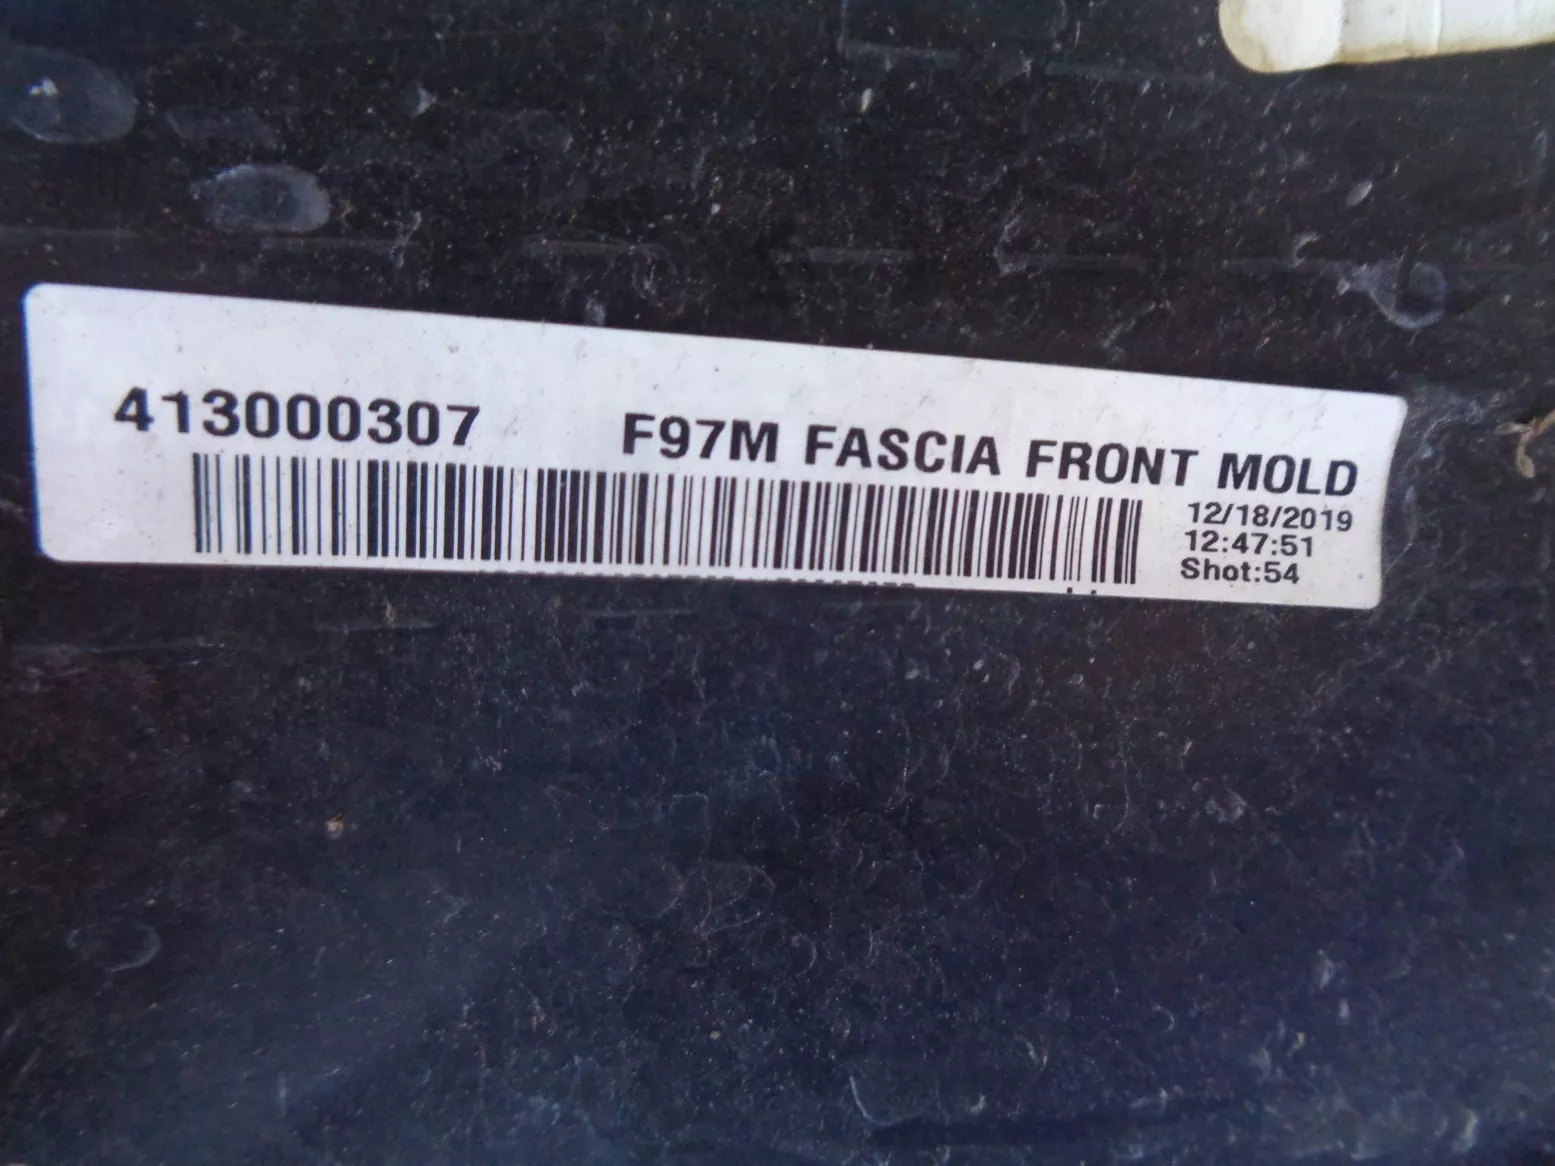 413000307 F97M FASCIA FRONT MOLD
12/18/2019
12:47:51
Shot:54